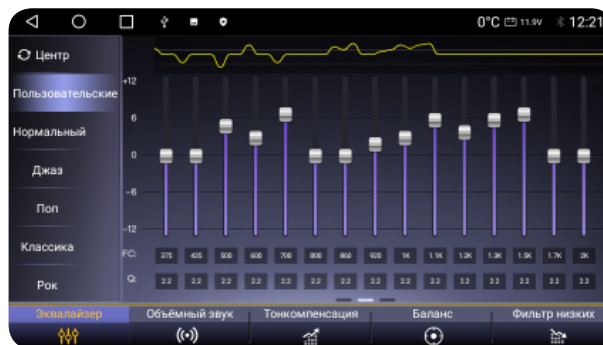 0°C 11.9V 12:21
Центр
Пользовательские
Нормальный
Джаз
Поп
Классика
Рок
+12
6
0
-6
-12
FC: 375 435 500 600 700 800 860 920 1K 1.1K 1.2K 1.3K 1.5K 1.7K 2K
Q: 2.2 2.2 2.2 2.2 2.2 2.2 2.2 2.2 2.2 2.2 2.2 2.2 2.2 2.2 2.2
Эквалайзер Объёмный звук Тонкомпенсация Баланс Фильтр низких